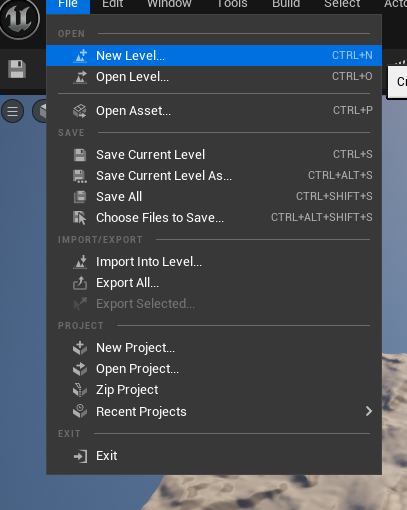 File Edit Window Tools Build Select Acto
OPEN
New Level... CTRL+N
Open Level... CTRL+O
Open Asset... CTRL+P
SAVE
Save Current Level CTRL+S
Save Current Level As... CTRL+ALT+S
Save All CTRL+SHIFT+S
Choose Files to Save... CTRL+ALT+SHIFT+S
IMPORT/EXPORT
Import Into Level...
Export All...
Export Selected...
PROJECT
New Project...
Open Project...
Zip Project
Recent Projects
EXIT
Exit